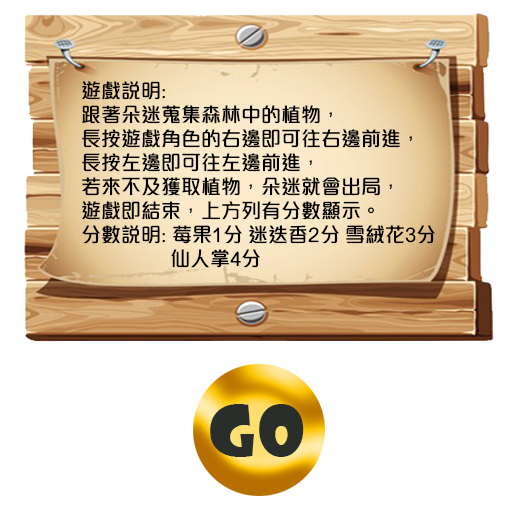 遊戲説明:
跟著朵迷蒐集森林中的植物，
長按遊戲角色的右邊即可往右邊前進，
長按左邊即可往左邊前進，
若來不及獲取植物，朵迷就會出局，
遊戲即結束，上方列有分數顯示。
分數説明: 莓果1分 迷迭香2分 雪絨花3分
仙人掌4分
GO